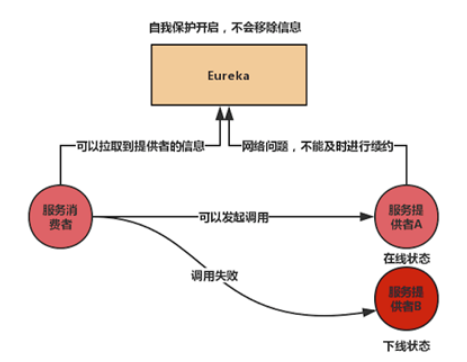 自我保护开启，不会移除信息
Eureka
可以拉取到提供者的信息
网络问题，不能及时进行续约
服务消
费者
可以发起调用
服务提
供者A
在线状态
调用失败
服务提
供者B
下线状态